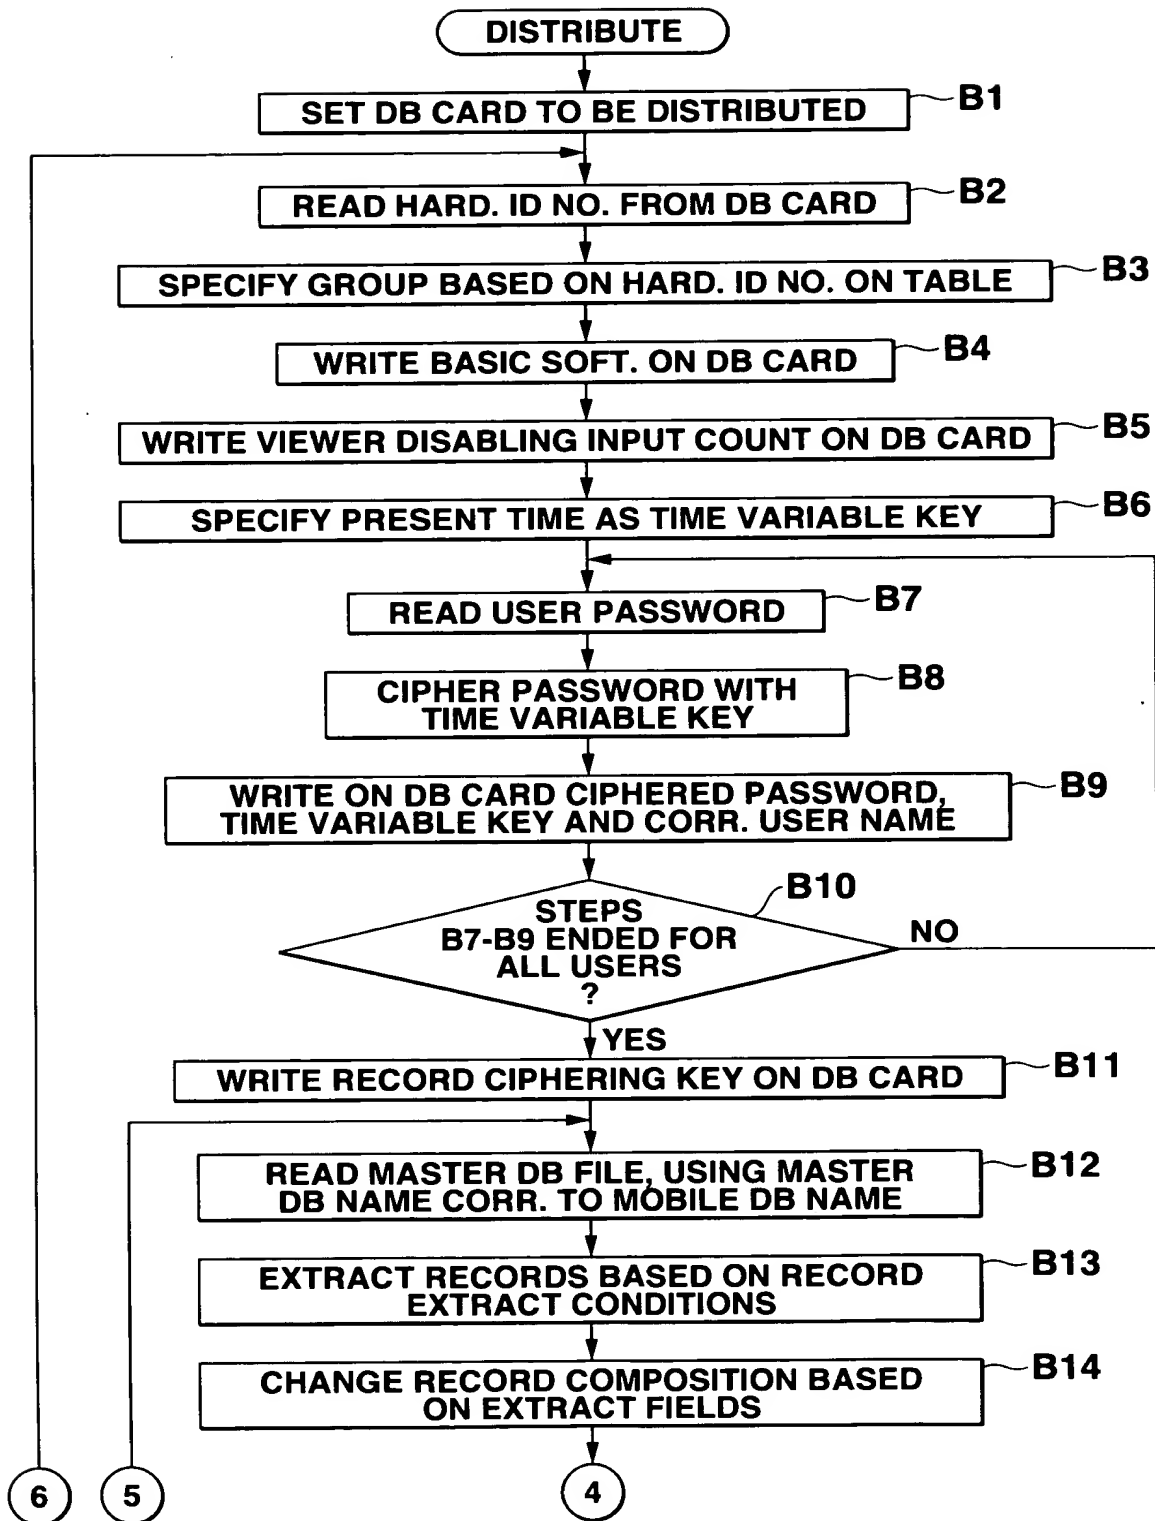 DISTRIBUTE
SET DB CARD TO BE DISTRIBUTED
B1
READ HARD. ID NO. FROM DB CARD
B2
SPECIFY GROUP BASED ON HARD. ID NO. ON TABLE
B3
WRITE BASIC SOFT. ON DB CARD
B4
WRITE VIEWER DISABLING INPUT COUNT ON DB CARD
B5
SPECIFY PRESENT TIME AS TIME VARIABLE KEY
B6
READ USER PASSWORD
B7
CIPHER PASSWORD WITH
TIME VARIABLE KEY
B8
WRITE ON DB CARD CIPHERED PASSWORD,
TIME VARIABLE KEY AND CORR. USER NAME
B9
STEPS
B7-B9 ENDED FOR
ALL USERS
?
B10
NO
YES
WRITE RECORD CIPHERING KEY ON DB CARD
B11
READ MASTER DB FILE, USING MASTER
DB NAME CORR. TO MOBILE DB NAME
B12
EXTRACT RECORDS BASED ON RECORD
EXTRACT CONDITIONS
B13
CHANGE RECORD COMPOSITION BASED
ON EXTRACT FIELDS
B14
6
5
4